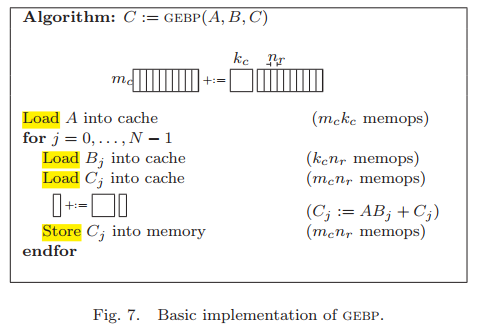 Algorithm: C := GEBP(A, B, C)
k_c n_r
m_c +:=
Load A into cache (m_c k_c memops)
for j = 0, . . . , N − 1
Load B_j into cache (k_c n_r memops)
Load C_j into cache (m_c n_r memops)
+:= (C_j := AB_j + C_j)
Store C_j into memory (m_c n_r memops)
endfor
Fig. 7. Basic implementation of GEBP.